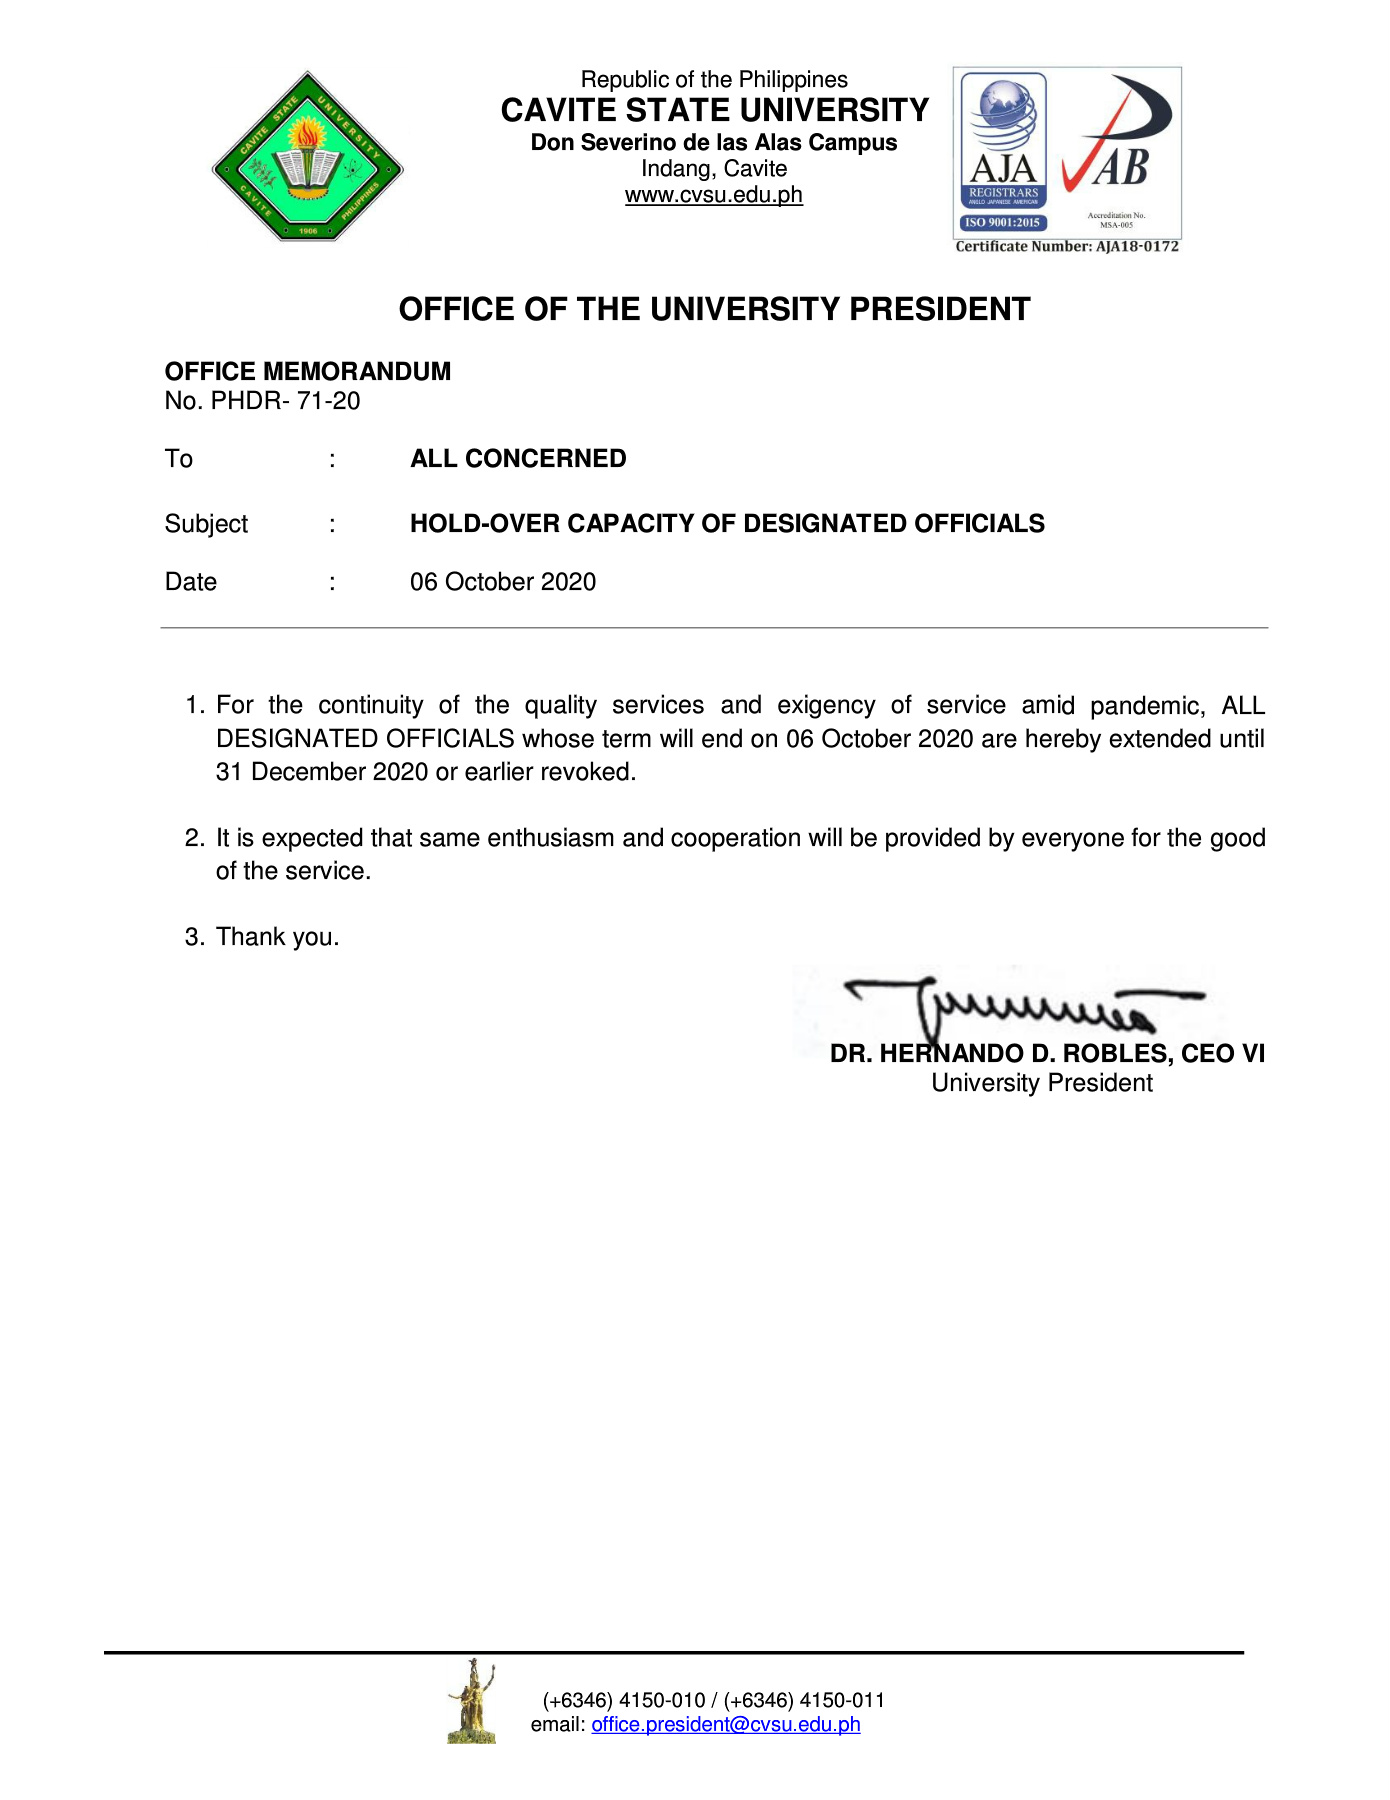 CAVITE STATE UNIVERSITY
CAVITE
PHILIPPINES
1906
Republic of the Philippines
CAVITE STATE UNIVERSITY
Don Severino de las Alas Campus
Indang, Cavite
www.cvsu.edu.ph
AJA
REGISTRARS
ANGLO JAPANESE AMERICAN
ISO 9001:2015
PAB
Accreditation No.
MSA-005
Certificate Number: AJA18-0172
OFFICE OF THE UNIVERSITY PRESIDENT
OFFICE MEMORANDUM
No. PHDR- 71-20
To : ALL CONCERNED
Subject : HOLD-OVER CAPACITY OF DESIGNATED OFFICIALS
Date : 06 October 2020
1. For the continuity of the quality services and exigency of service amid pandemic, ALL
DESIGNATED OFFICIALS whose term will end on 06 October 2020 are hereby extended until
31 December 2020 or earlier revoked.
2. It is expected that same enthusiasm and cooperation will be provided by everyone for the good
of the service.
3. Thank you.
DR. HERNANDO D. ROBLES, CEO VI
University President
(+6346) 4150-010 / (+6346) 4150-011
email: office.president@cvsu.edu.ph